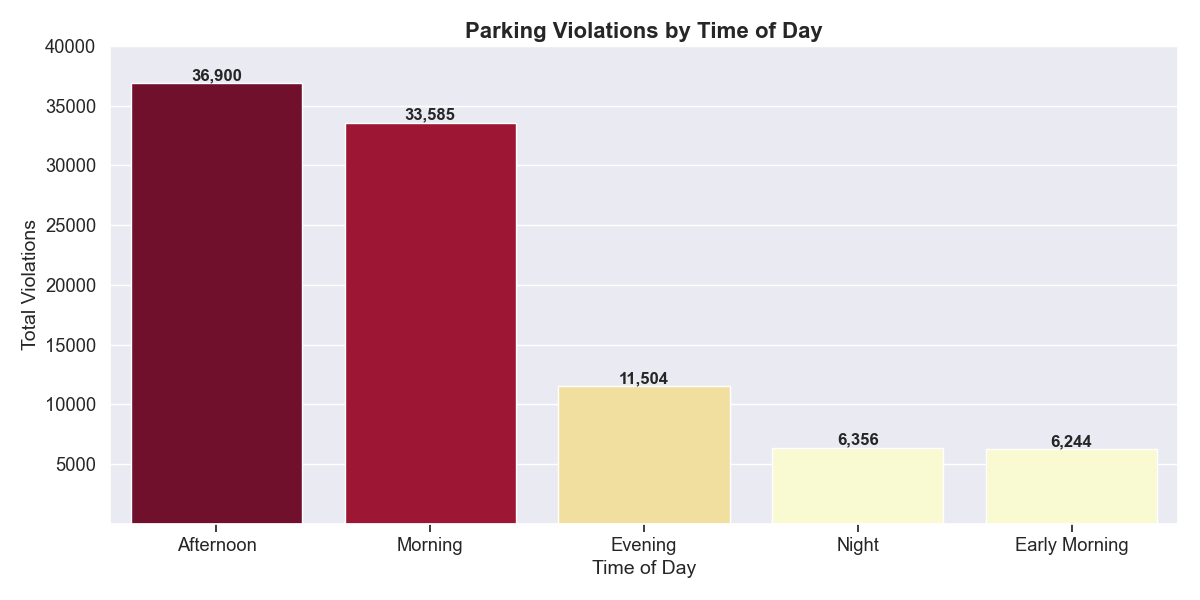 Parking Violations by Time of Day
Total Violations
40000
35000
30000
25000
20000
15000
10000
5000
36,900
33,585
11,504
6,356
6,244
Afternoon
Morning
Evening
Night
Early Morning
Time of Day